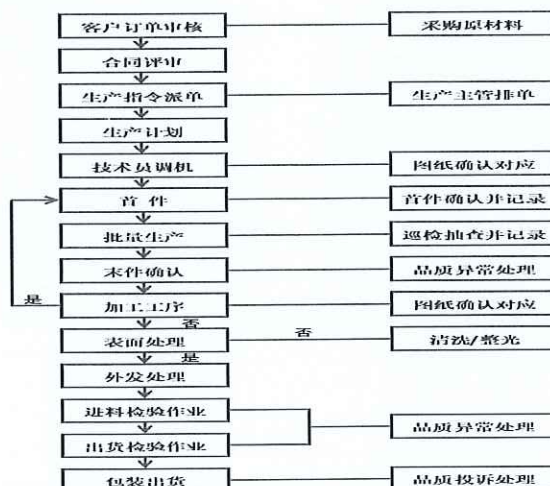 客户订单审核 采购原材料
合同评审
生产指令派单 生产主管排单
生产计划
技术员调机 图纸确认对应
首 件 首件确认并记录
批量生产 巡检抽查并记录
末件确认 品质异常处理
是 加工工序 图纸确认对应
否
表面处理 否 清洗/整光
是
外发处理
进料检验作业
品质异常处理
出货检验作业
包装出货 品质投诉处理